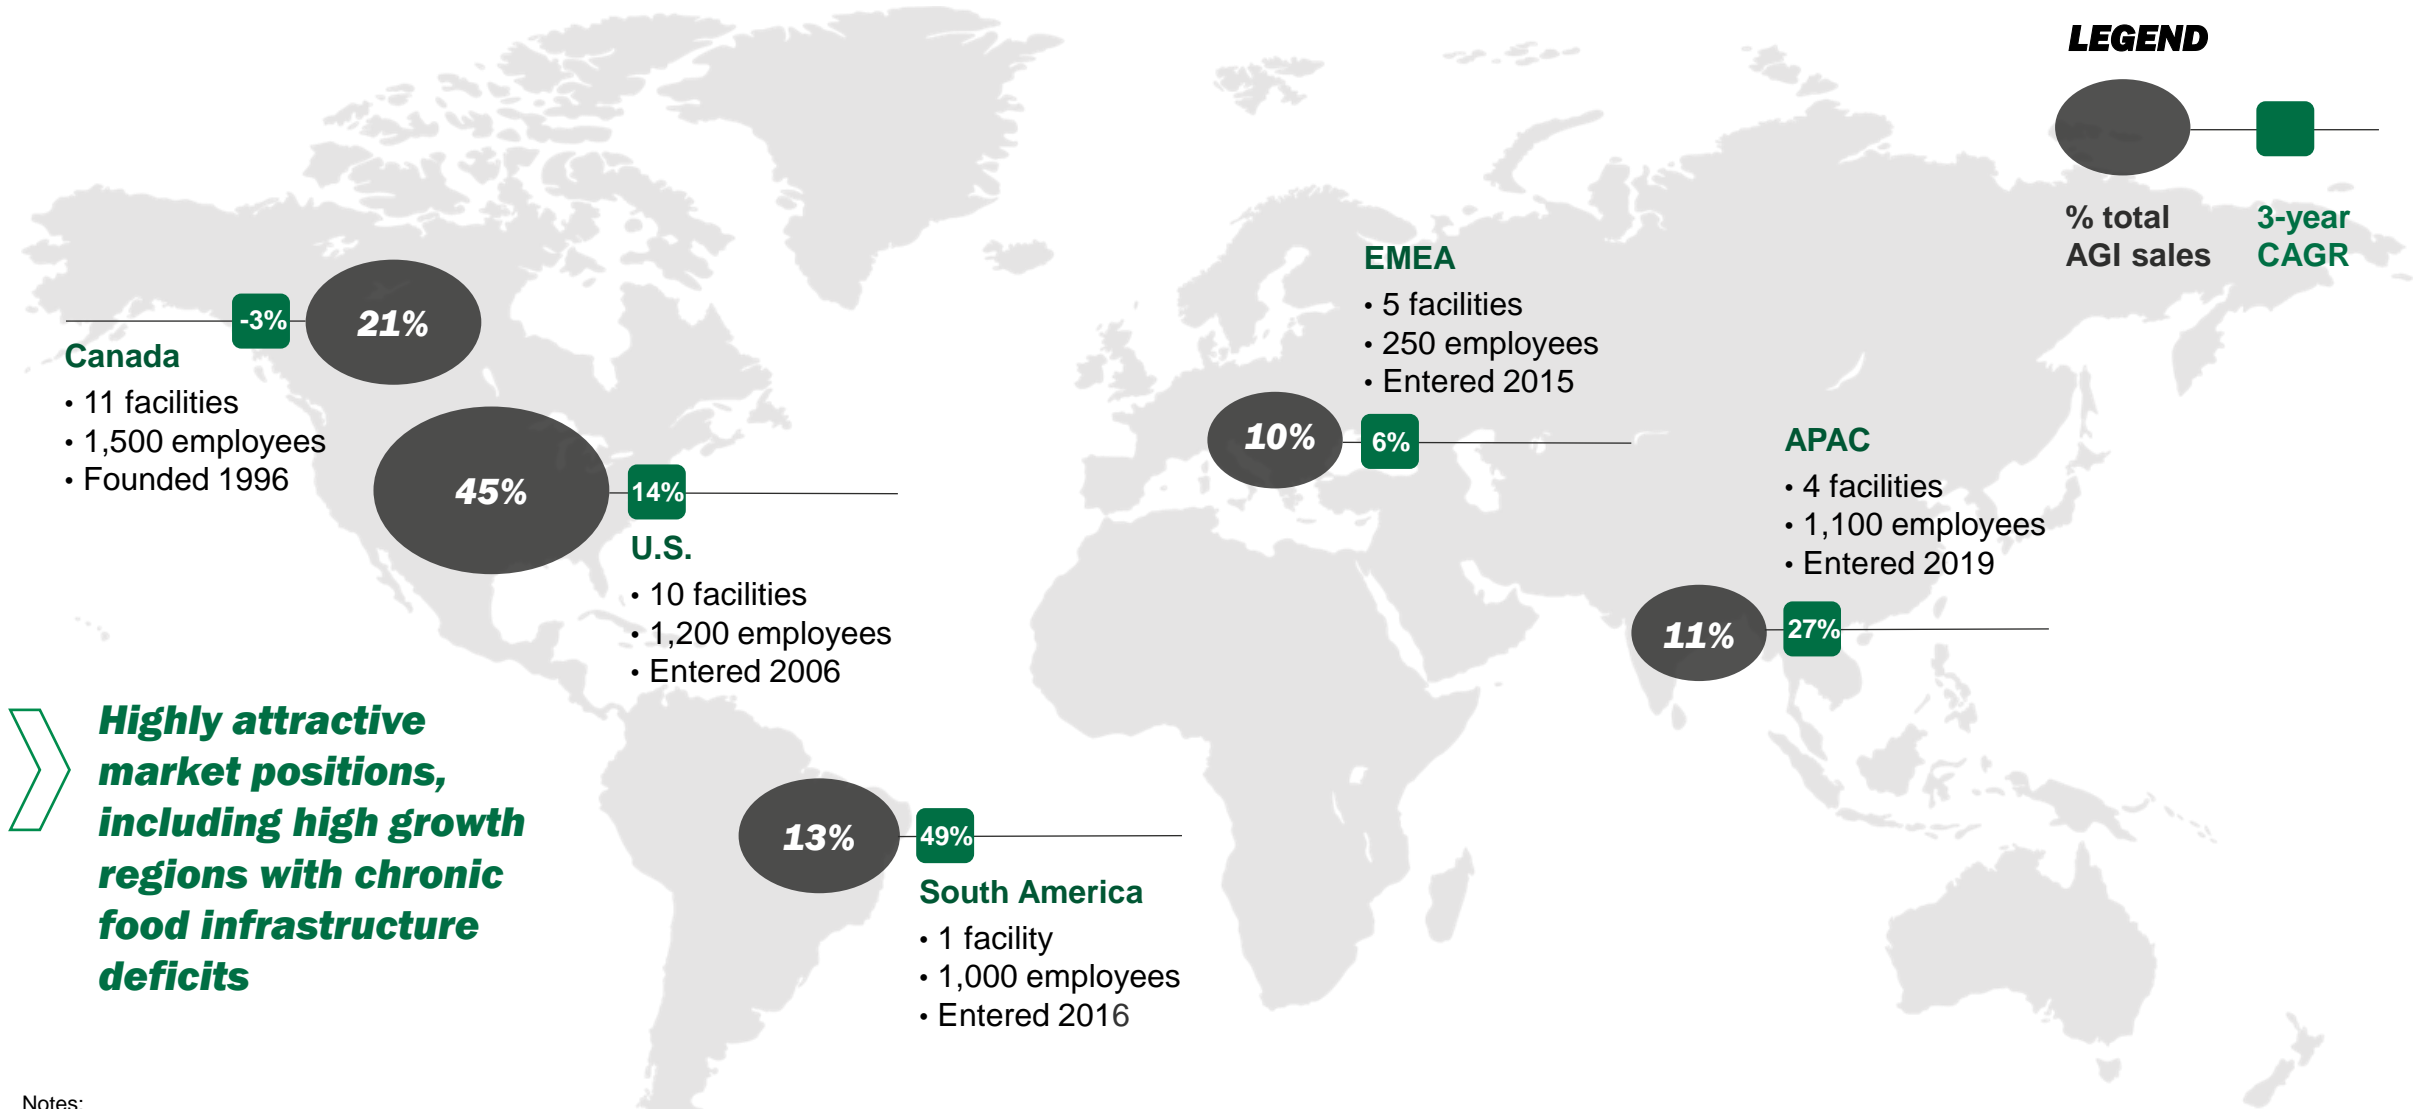 LEGEND
% total
AGI sales
3-year
CAGR
-3%
21%
Canada
• 11 facilities
• 1,500 employees
• Founded 1996
45%
14%
U.S.
• 10 facilities
• 1,200 employees
• Entered 2006
EMEA
• 5 facilities
• 250 employees
• Entered 2015
10%
6%
APAC
• 4 facilities
• 1,100 employees
• Entered 2019
11%
27%
Highly attractive
market positions,
including high growth
regions with chronic
food infrastructure
deficits
13%
49%
South America
• 1 facility
• 1,000 employees
• Entered 2016
Notes: